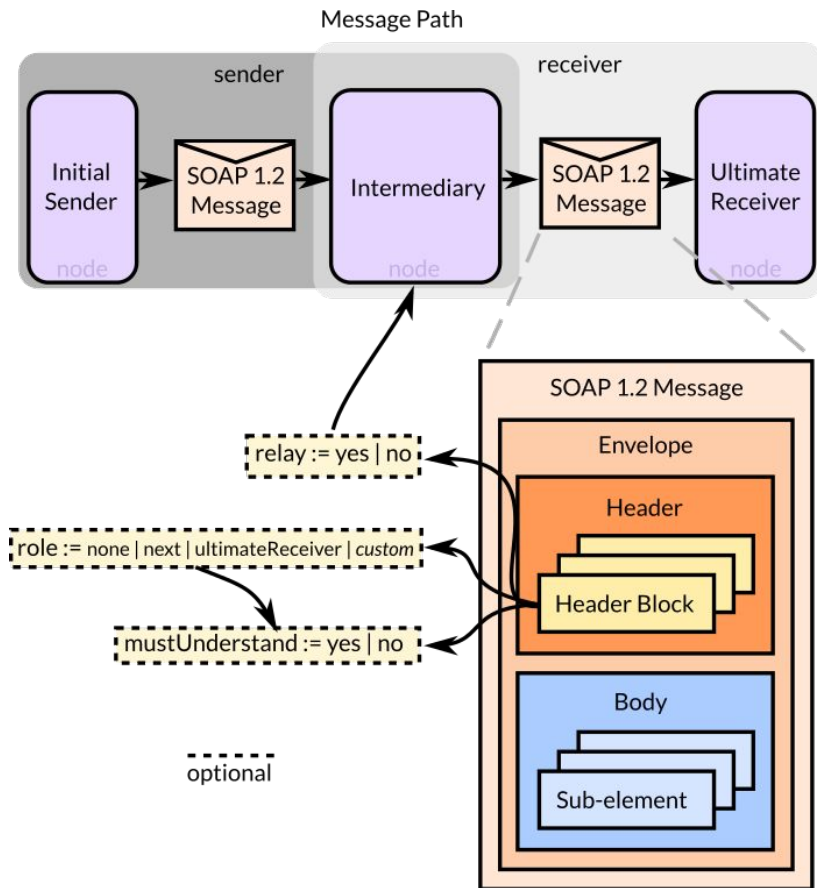 Message Path
sender
receiver
Initial
Sender
node
SOAP 1.2
Message
Intermediary
node
SOAP 1.2
Message
Ultimate
Receiver
node
SOAP 1.2 Message
Envelope
Header
Header Block
Body
Sub-element
relay := yes | no
role := none | next | ultimateReceiver | custom
mustUnderstand := yes | no
optional